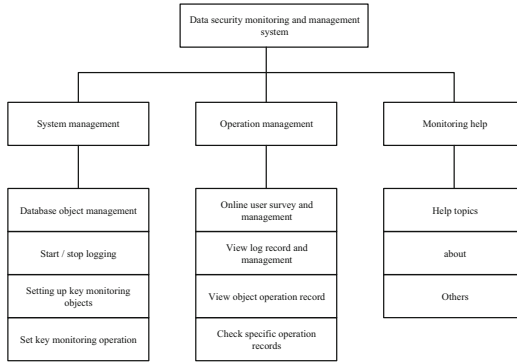 Data security monitoring and management
system
System management
Operation management
Monitoring help
Database object management
Start / stop logging
Setting up key monitoring
objects
Set key monitoring operation
Online user survey and
management
View log record and
management
View object operation record
Check specific operation
records
Help topics
about
Others